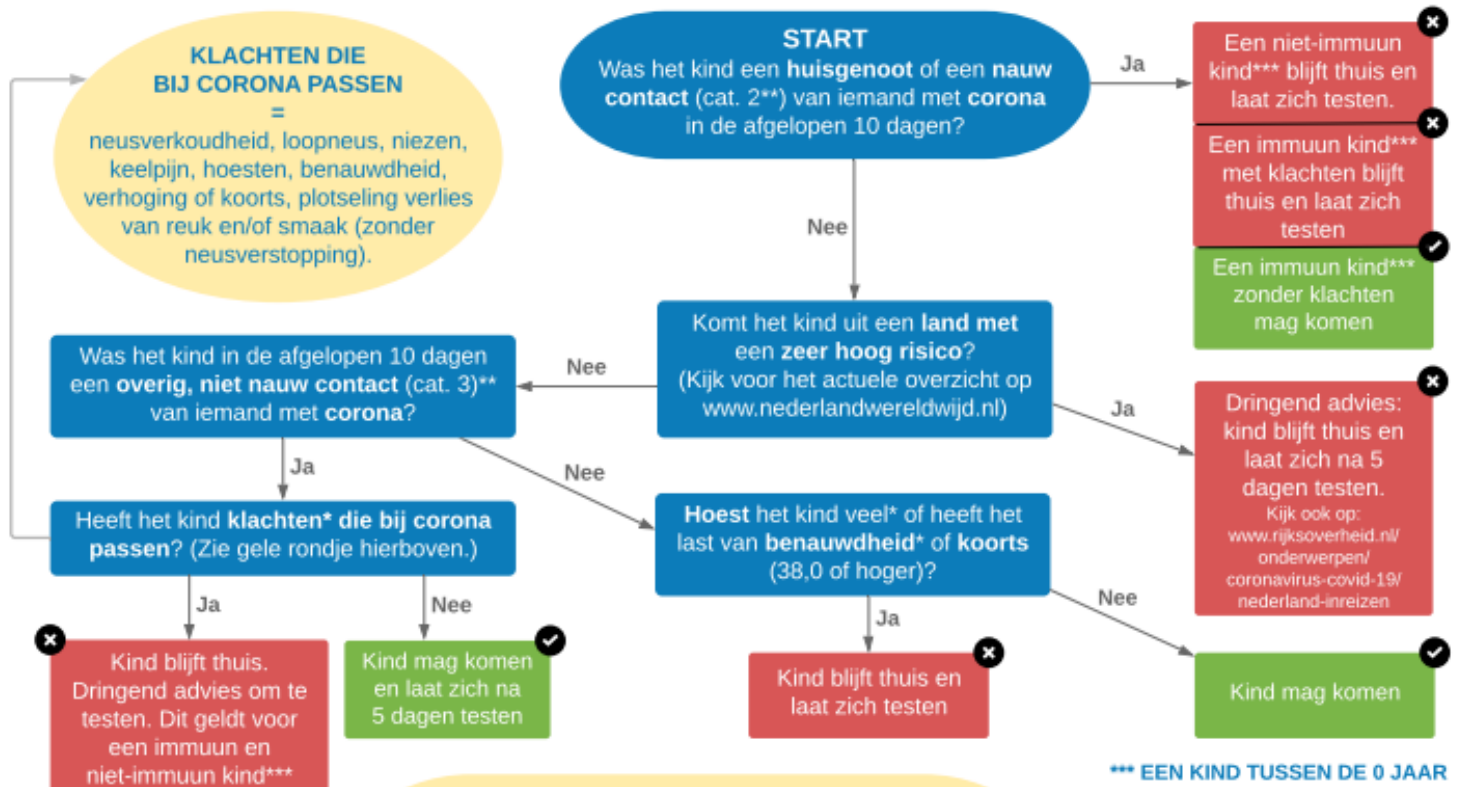 KLACHTEN DIE
BIJ CORONA PASSEN
=
neusverkoudheid, loopneus, niezen,
keelpijn, hoesten, benauwdheid,
verhoging of koorts, plotseling verlies
van reuk en/of smaak (zonder
neusverstopping).
START
Was het kind een huisgenoot of een nauw
contact (cat. 2**) van iemand met corona
in de afgelopen 10 dagen?
Ja
Een niet-immuun
kind*** blijft thuis en
laat zich testen.
Een immuun kind***
met klachten blijft
thuis en laat zich
testen
Een immuun kind***
zonder klachten
mag komen
Nee
Komt het kind uit een land met
een zeer hoog risico?
(Kijk voor het actuele overzicht op
www.nederlandwereldwijd.nl)
Ja
Dringend advies:
kind blijft thuis en
laat zich na 5
dagen testen.
Kijk ook op:
www.rijksoverheid.nl/
onderwerpen/
coronavirus-covid-19/
nederland-inreizen
Nee
Was het kind in de afgelopen 10 dagen
een overig, niet nauw contact (cat. 3)**
van iemand met corona?
Ja
Heeft het kind klachten* die bij corona
passen? (Zie gele rondje hierboven.)
Ja
Kind blijft thuis.
Dringend advies om te
testen. Dit geldt voor
een immuun en
niet-immuun kind***
Nee
Kind mag komen
en laat zich na
5 dagen testen
Nee
Hoest het kind veel* of heeft het
last van benauwdheid* of koorts
(38,0 of hoger)?
Ja
Kind blijft thuis en
laat zich testen
Nee
Kind mag komen
*** EEN KIND TUSSEN DE 0 JAAR